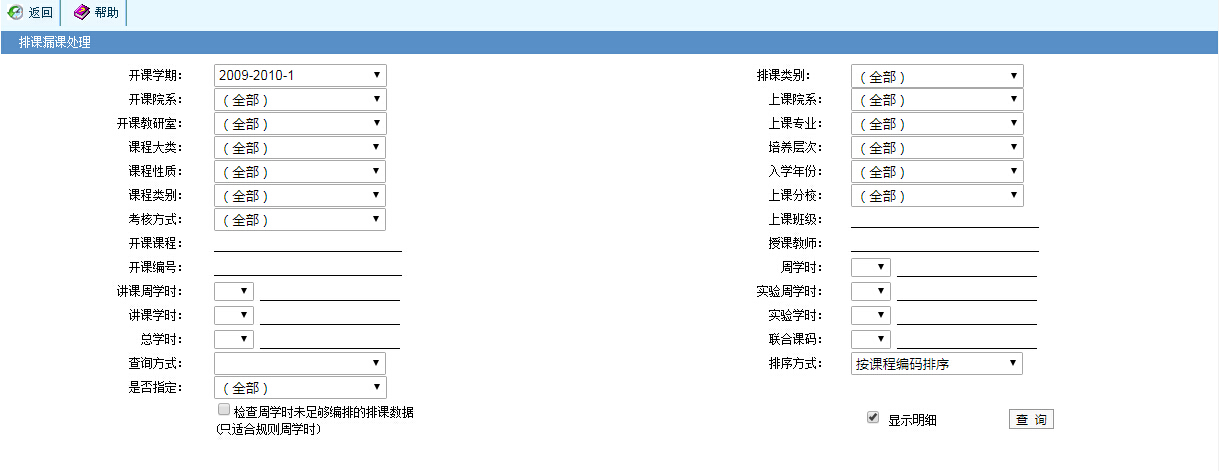 返回 帮助
排课漏课处理
开课学期： 2009-2010-1 排课类别： （全部）
开课院系： （全部） 上课院系： （全部）
开课教研室： （全部） 上课专业： （全部）
课程大类： （全部） 培养层次： （全部）
课程性质： （全部） 入学年份： （全部）
课程类别： （全部） 上课分校： （全部）
考核方式： （全部） 上课班级：
开课课程： 授课教师：
开课编号： 周学时：
讲课周学时： 实验周学时：
讲课学时： 实验学时：
总学时： 联合课码：
查询方式： 排序方式： 按课程编码排序
是否指定： （全部）
检查周学时未足够编排的排课数据
(只适合规则周学时) 显示明细 查 询